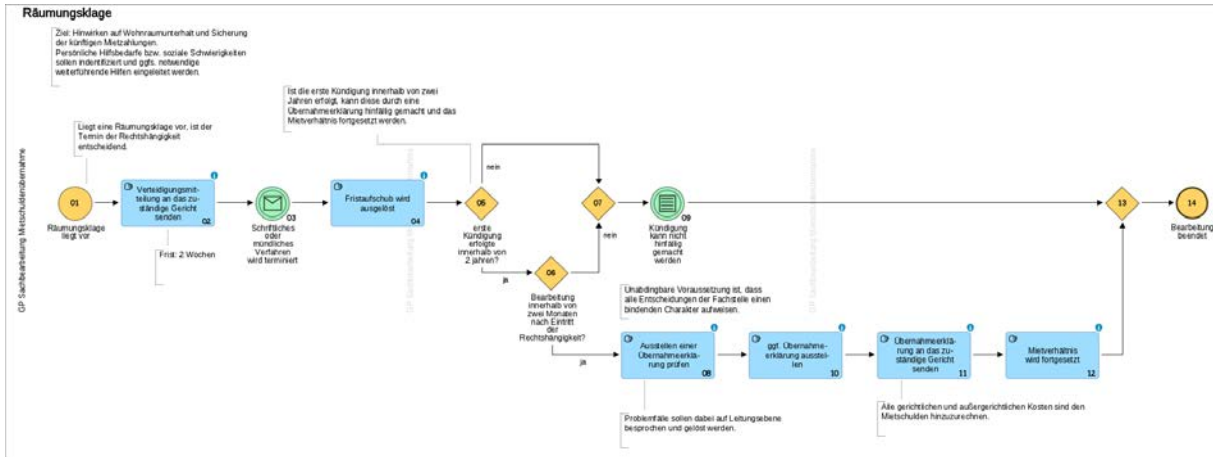 Räumungsklage
Ziel: Hinwirken auf Wohnraumunterhalt und Sicherung
der künftigen Mietzahlungen.
Persönliche Hilfsbedarfe bzw. soziale Schwierigkeiten
sollen indentifiziert und ggfs. notwendige
weiterführende Hilfen eingeleitet werden.
Liegt eine Räumungsklage vor, ist der
Termin der Rechtshängigkeit
entscheidend.
Ist die erste Kündigung innerhalb von zwei
Jahren erfolgt, kann diese durch eine
Übernahmeerklärung hinfällig gemacht und das
Mietverhältnis fortgesetzt werden.
GP Sachbearbeitung Mietschuldenübernahme
01
Räumungsklage
liegt vor
Verteidigungsmit-
teilung an das zu-
ständige Gericht
senden
02
Frist: 2 Wochen
03
Schriftliches
oder
mündliches
Verfahren
wird terminiert
Fristaufschub wird
ausgelöst
04
05
erste
Kündigung
erfolgte
innerhalb von
2 jahren?
nein
ja
06
Bearbeitung
innerhalb von
zwei Monaten
nach Eintritt
der
Rechtshängigkeit?
nein
ja
07
09
Kündigung
kann nicht
hinfällig
gemacht
werden
Unabdingbare Voraussetzung ist, dass
alle Entscheidungen der Fachstelle einen
bindenden Charakter aufweisen.
Ausstellen einer
Übernahmeerklä-
rung prüfen
08
Problemfälle sollen dabei auf Leitungsebene
besprochen und gelöst werden.
ggf. Übernahme-
erklärung ausstel-
len
10
Übernahmeerklä-
rung an das zu-
ständige Gericht
senden
11
Alle gerichtlichen und außergerichtlichen Kosten sind den
Mietschulden hinzuzurechnen.
Mietverhältnis
wird fortgesetzt
12
13
14
Bearbeitung
beendet